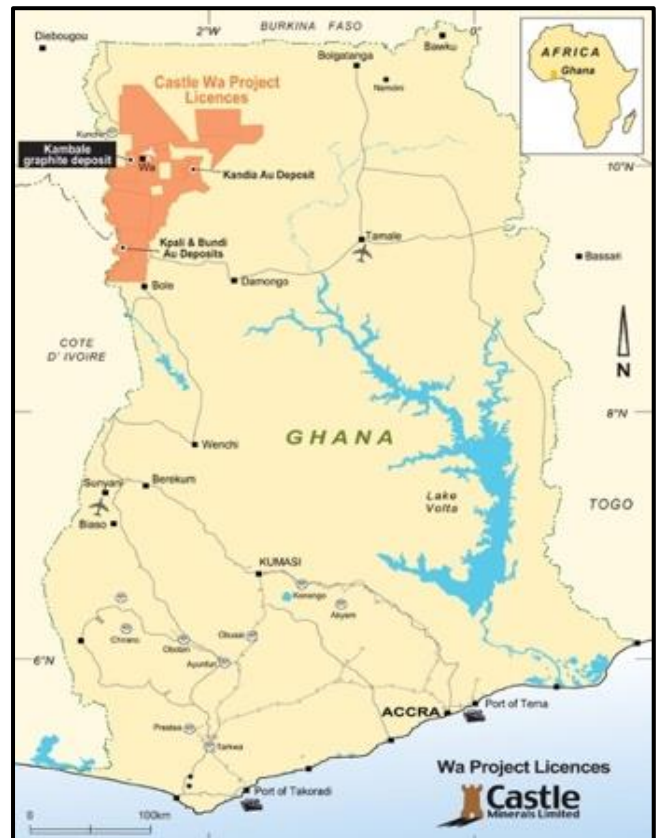 2°W
BURKINA FASO
0°
Diebougou
Bawku
Bolgatanga
Namdini
AFRICA
Ghana
Castle Wa Project
Licences
Kambale
graphite deposit
Wa
Kandia Au Deposit
10°N
Kpali & Bundi
Au Deposits
Tamale
Bassari
Bole
Damongo
COTE
D' IVOIRE
N
8°N
GHANA
Wenchi
Sunyani
Berekum
Lake
Volta
TOGO
Biaso
KUMASI
Konongo
Akyem
Chirano
Obotan
Obuasi
Ayanfuri
6°N
ACCRA
Port of Tema
Prestea
Tarkwa
Wa Project Licences
Castle
Minerals Limited
Port of Takoradi
0
100km